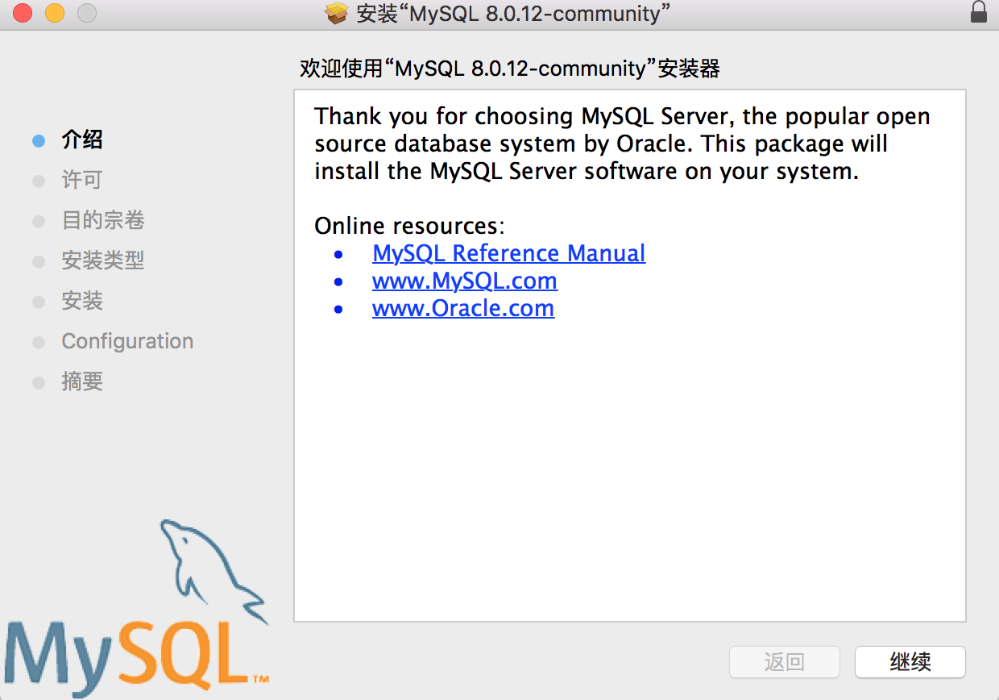 安装“MySQL 8.0.12-community”
欢迎使用“MySQL 8.0.12-community”安装器
介绍
许可
目的宗卷
安装类型
安装
Configuration
摘要
Thank you for choosing MySQL Server, the popular open
source database system by Oracle. This package will
install the MySQL Server software on your system.
Online resources:
• MySQL Reference Manual
• www.MySQL.com
• www.Oracle.com
MySQL™
返回
继续